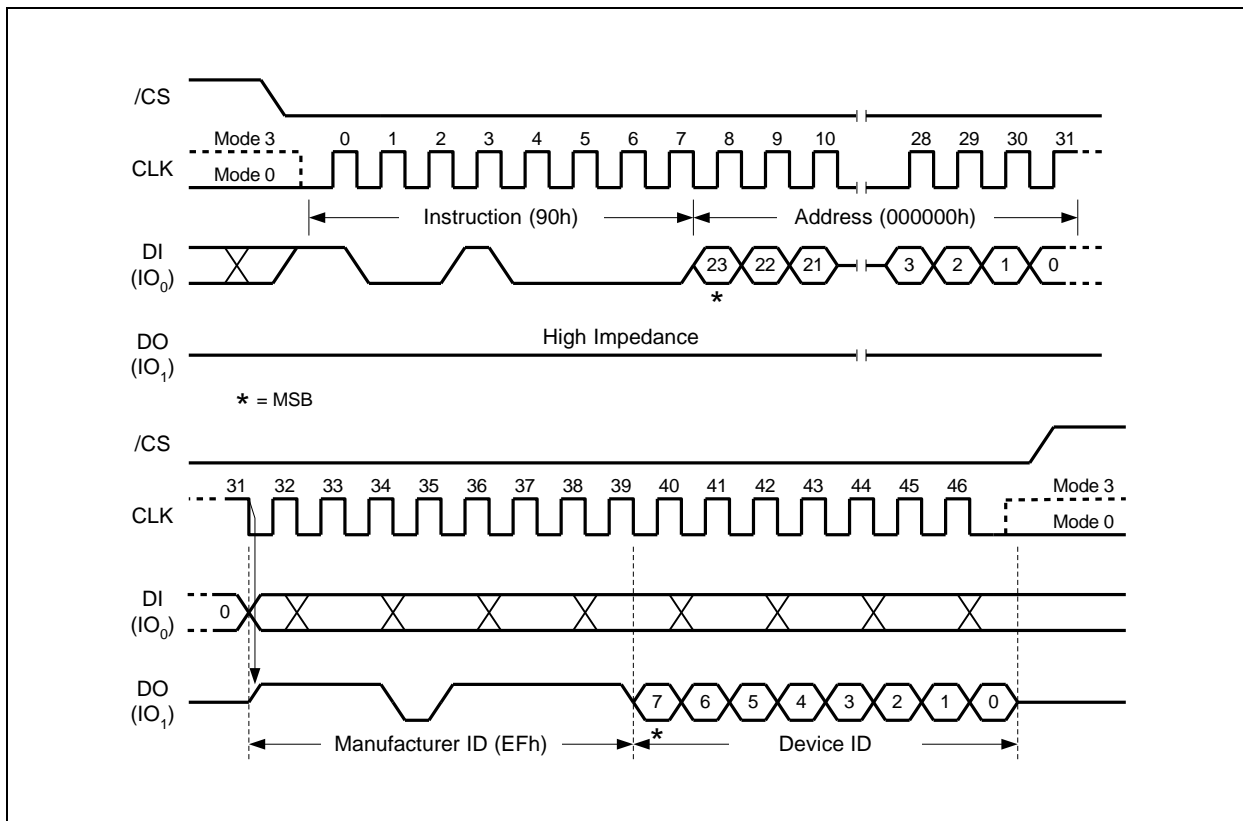 /CS
Mode 3
0 1 2 3 4 5 6 7 8 9 10 28 29 30 31
CLK
Mode 0
Instruction (90h) Address (000000h)
DI
(IO0)
23 22 21 3 2 1 0
*
High Impedance
DO
(IO1)
* = MSB
/CS
31 32 33 34 35 36 37 38 39 40 41 42 43 44 45 46
Mode 3
CLK
Mode 0
DI
(IO0)
0
DO
(IO1)
7 6 5 4 3 2 1 0
*
Manufacturer ID (EFh) Device ID